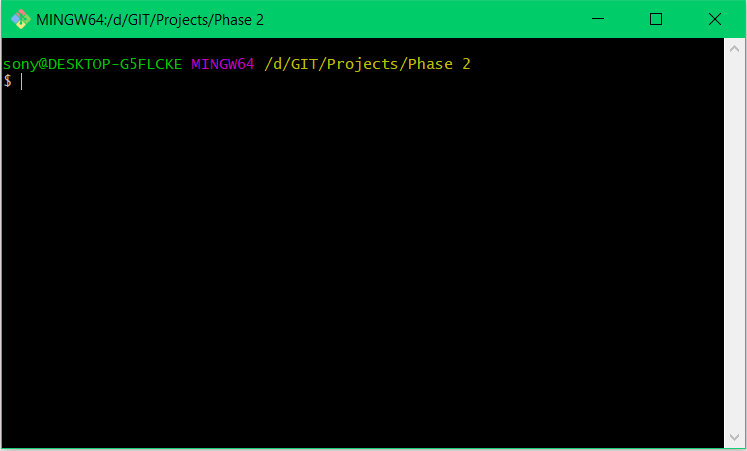 MINGW64:/d/GIT/Projects/Phase 2
sony@DESKTOP-G5FLCKE MINGW64 /d/GIT/Projects/Phase 2
$